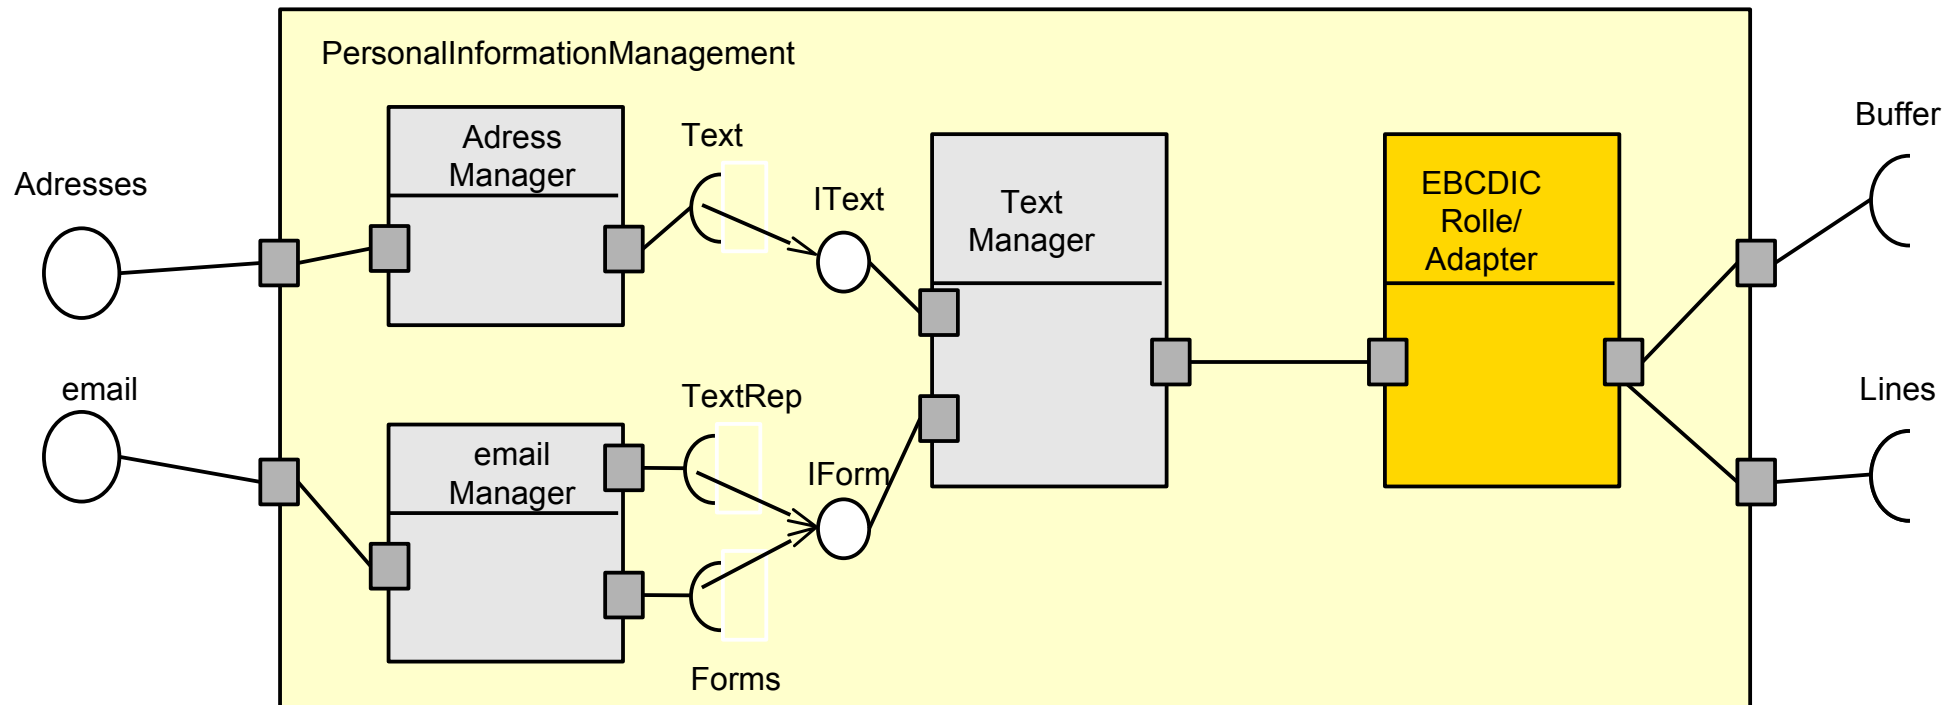 PersonalInformationManagement
Adresses
email
Adress
Manager
Text
IText
email
Manager
TextRep
IForm
Forms
Text
Manager
EBCDIC
Rolle/
Adapter
Buffer
Lines